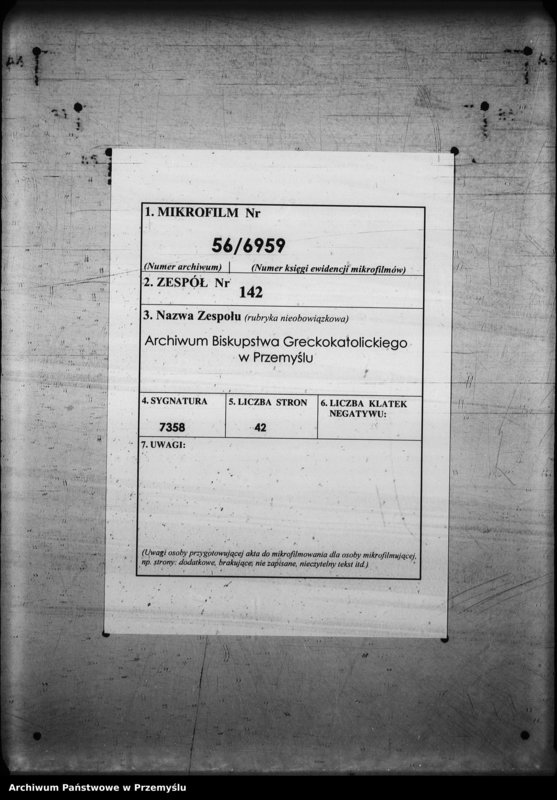 1. MIKROFILM Nr
56/6959
(Numer archiwum) (Numer księgi ewidencji mikrofilmów)
2. ZESPÓŁ Nr 142
3. Nazwa Zespołu (rubryka nieobowiązkowa)
Archiwum Biskupstwa Greckokatolickiego
w Przemyślu
4. SYGNATURA
7358
5. LICZBA STRON
42
6. LICZBA KLATEK
NEGATYWU:
7. UWAGI:
(Uwagi osoby przygotowującej akta do mikrofilmowania dla osoby mikrofilmującej,
np. strony: dodatkowe, brakujące, nie zapisane, nieczytelny tekst itd.)
Archiwum Państwowe w Przemyślu